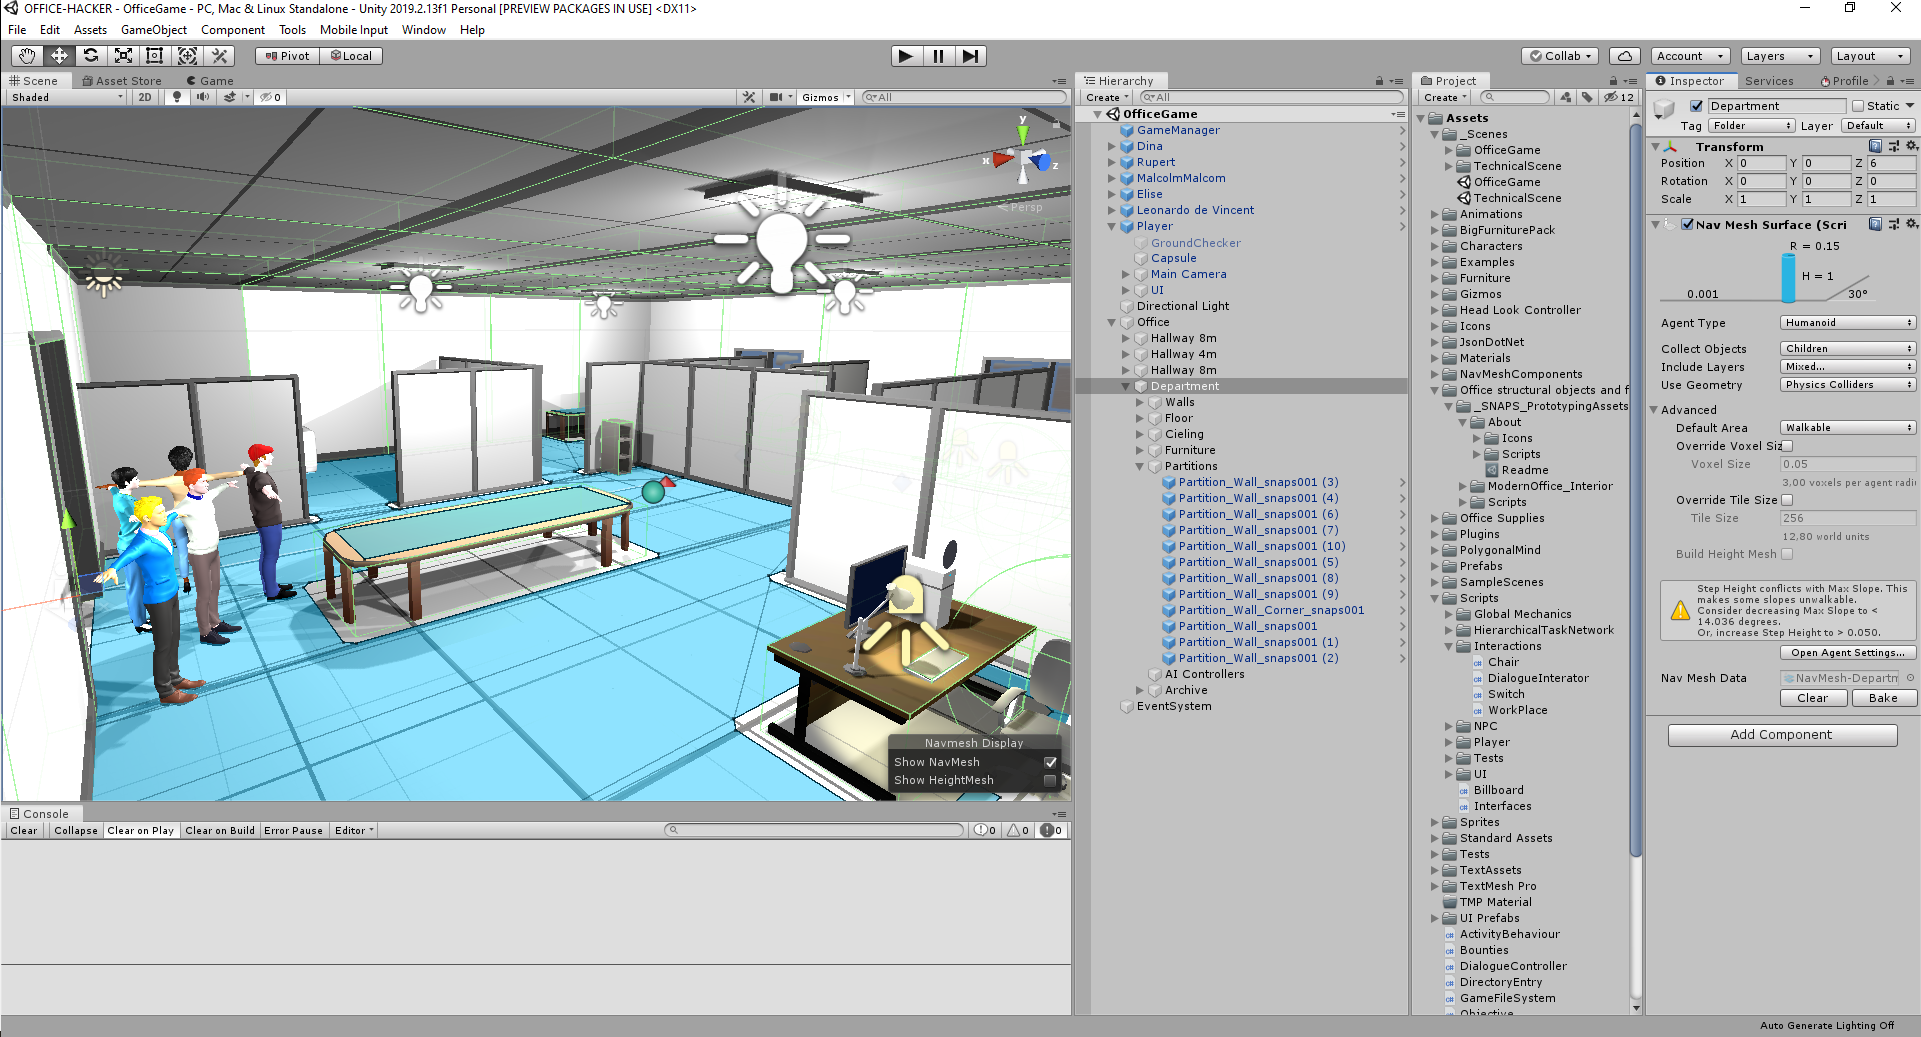 OFFICE-HACKER - OfficeGame - PC, Mac & Linux Standalone - Unity 2019.2.13f1 Personal [PREVIEW PACKAGES IN USE] <DX11>
File Edit Assets GameObject Component Tools Mobile Input Window Help
Pivot Local Collab Account Layers Layout
Scene Asset Store Game
Shaded 2D 0 Gizmos All
y
x
z
Persp
Navmesh Display
Show NavMesh
Show HeightMesh
Console
Clear Collapse Clear on Play Clear on Build Error Pause Editor 0 0 0
Hierarchy
Create All
OfficeGame
GameManager
Dina
Rupert
MalcolmMalcom
Elise
Leonardo de Vincent
Player
GroundChecker
Capsule
Main Camera
UI
Directional Light
Office
Hallway 8m
Hallway 4m
Hallway 8m
Department
Walls
Floor
Cieling
Furniture
Partitions
Partition_Wall_snaps001 (3)
Partition_Wall_snaps001 (4)
Partition_Wall_snaps001 (6)
Partition_Wall_snaps001 (7)
Partition_Wall_snaps001 (10)
Partition_Wall_snaps001 (5)
Partition_Wall_snaps001 (8)
Partition_Wall_snaps001 (9)
Partition_Wall_Corner_snaps001
Partition_Wall_snaps001
Partition_Wall_snaps001 (1)
Partition_Wall_snaps001 (2)
AI Controllers
Archive
EventSystem
Project
Create 12
Assets
_Scenes
OfficeGame
TechnicalScene
OfficeGame
TechnicalScene
Animations
BigFurniturePack
Characters
Examples
Furniture
Gizmos
Head Look Controller
Icons
JsonDotNet
Materials
NavMeshComponents
Office structural objects and f
_SNAPS_PrototypingAssets
About
Icons
Scripts
Readme
ModernOffice_Interior
Scripts
Office Supplies
Plugins
PolygonalMind
Prefabs
SampleScenes
Scripts
Global Mechanics
HierarchicalTaskNetwork
Interactions
Chair
DialogueInterator
Switch
WorkPlace
NPC
Player
Tests
UI
Billboard
Interfaces
Sprites
Standard Assets
Tests
TextAssets
TextMesh Pro
TMP Material
UI Prefabs
ActivityBehaviour
Bounties
DialogueController
DirectoryEntry
GameFileSystem
Objective
Inspector Services Profile
Department Static
Tag Folder Layer Default
Transform
Position X 0 Y 0 Z 6
Rotation X 0 Y 0 Z 0
Scale X 1 Y 1 Z 1
Nav Mesh Surface (Scri
R = 0.15
H = 1
0.001 30°
Agent Type Humanoid
Collect Objects Children
Include Layers Mixed...
Use Geometry Physics Colliders
Advanced
Default Area Walkable
Override Voxel Siz
Voxel Size 0.05
3,00 voxels per agent radi
Override Tile Size
Tile Size 256
12,80 world units
Build Height Mesh
Step Height conflicts with Max Slope. This
makes some slopes unwalkable.
Consider decreasing Max Slope to <
14.036 degrees.
Or, increase Step Height to > 0.050.
Open Agent Settings...
Nav Mesh Data NavMesh-Departm
Clear Bake
Add Component
Auto Generate Lighting Off